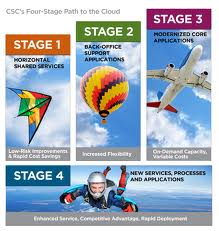 CSC's Four-Stage Path to the Cloud
STAGE 1
HORIZONTAL
SHARED SERVICES
Low-Risk Improvements
& Rapid Cost Savings
STAGE 2
BACK-OFFICE
SUPPORT
APPLICATIONS
Increased Flexibility
STAGE 3
MODERNIZED CORE
APPLICATIONS
On-Demand Capacity,
Variable Costs
STAGE 4
NEW SERVICES, PROCESSES
AND APPLICATIONS
Enhanced Service, Competitive Advantage, Rapid Deployment